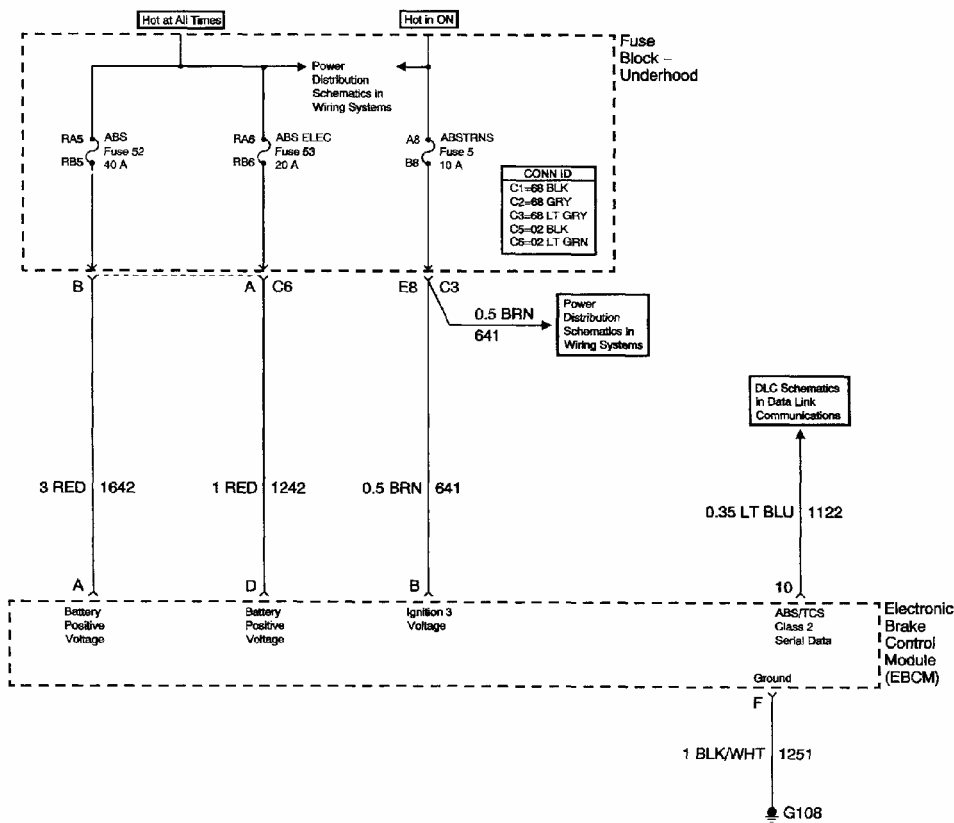 Hot at All Times
Hot in ON
Fuse
Block –
Underhood
Power
Distribution
Schematics in
Wiring Systems
RA5
ABS
Fuse 52
RB5
40 A
RA6
ABS ELEC
Fuse 53
RB6
20 A
A8
ABSTRNS
Fuse 5
B8
10 A
CONN ID
C1=68 BLK
C2=68 GRY
C3=68 LT GRY
C5=02 BLK
C6=02 LT GRN
B
A
C6
E8
C3
0.5 BRN
641
Power
Distribution
Schematics in
Wiring Systems
DLC Schematics
in Data Link
Communications
3 RED
1642
1 RED
1242
0.5 BRN
641
0.35 LT BLU
1122
A
D
B
10
Battery
Positive
Voltage
Battery
Positive
Voltage
Ignition 3
Voltage
ABS/TCS
Class 2
Serial Data
Electronic
Brake
Control
Module
(EBCM)
Ground
F
1 BLK/WHT
1251
G108